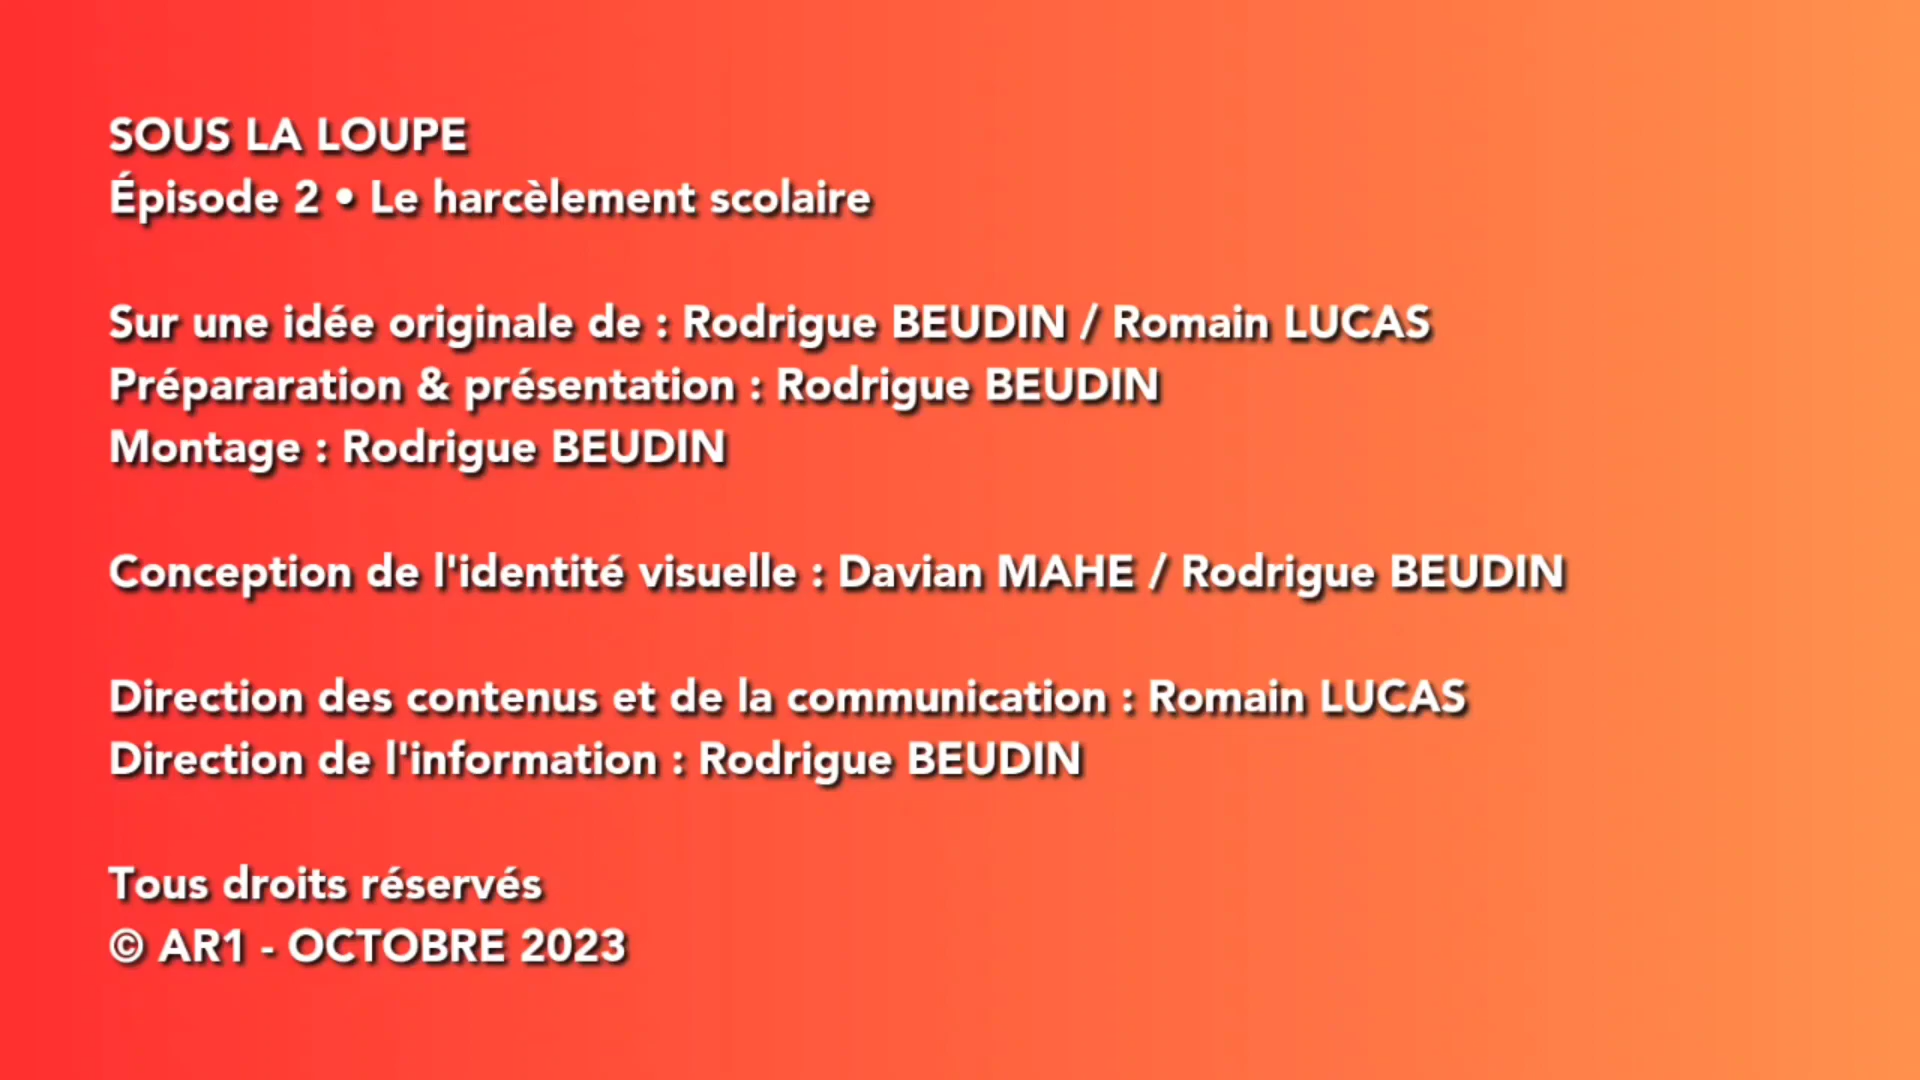 SOUS LA LOUPE
Épisode 2 • Le harcèlement scolaire
Sur une idée originale de : Rodrigue BEUDIN / Romain LUCAS
Prépararation & présentation : Rodrigue BEUDIN
Montage : Rodrigue BEUDIN
Conception de l'identité visuelle : Davian MAHE / Rodrigue BEUDIN
Direction des contenus et de la communication : Romain LUCAS
Direction de l'information : Rodrigue BEUDIN
Tous droits réservés
© AR1 - OCTOBRE 2023